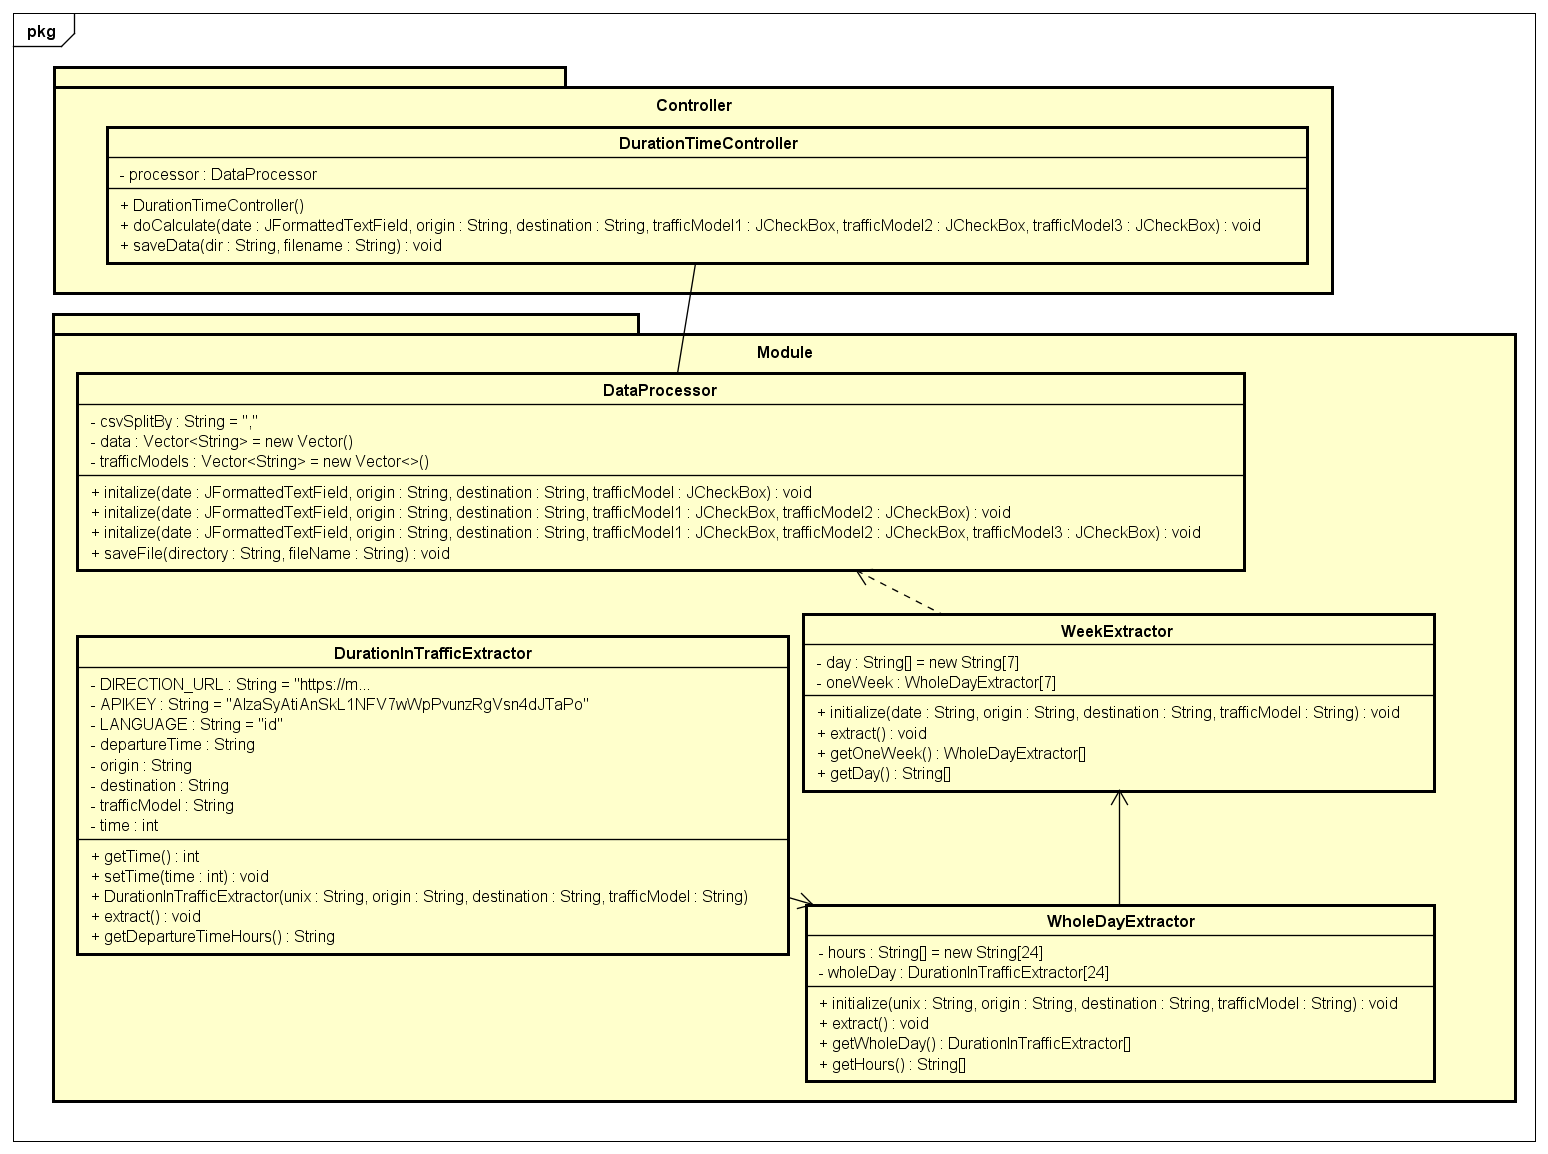 pkg
Controller
DurationTimeController
- processor : DataProcessor
+ DurationTimeController()
+ doCalculate(date : JFormattedTextField, origin : String, destination : String, trafficModel1 : JCheckBox, trafficModel2 : JCheckBox, trafficModel3 : JCheckBox) : void
+ saveData(dir : String, filename : String) : void
Module
DataProcessor
- csvSplitBy : String = ","
- data : Vector<String> = new Vector()
- trafficModels : Vector<String> = new Vector<>()
+ initalize(date : JFormattedTextField, origin : String, destination : String, trafficModel : JCheckBox) : void
+ initalize(date : JFormattedTextField, origin : String, destination : String, trafficModel1 : JCheckBox, trafficModel2 : JCheckBox) : void
+ initalize(date : JFormattedTextField, origin : String, destination : String, trafficModel1 : JCheckBox, trafficModel2 : JCheckBox, trafficModel3 : JCheckBox) : void
+ saveFile(directory : String, fileName : String) : void
DurationInTrafficExtractor
- DIRECTION_URL : String = "https://m...
- APIKEY : String = "AIzaSyAtiAnSkL1NFV7wWpPvunzRgVsn4dJTaPo"
- LANGUAGE : String = "id"
- departureTime : String
- origin : String
- destination : String
- trafficModel : String
- time : int
+ getTime() : int
+ setTime(time : int) : void
+ DurationInTrafficExtractor(unix : String, origin : String, destination : String, trafficModel : String)
+ extract() : void
+ getDepartureTimeHours() : String
WeekExtractor
- day : String[] = new String[7]
- oneWeek : WholeDayExtractor[7]
+ initialize(date : String, origin : String, destination : String, trafficModel : String) : void
+ extract() : void
+ getOneWeek() : WholeDayExtractor[]
+ getDay() : String[]
WholeDayExtractor
- hours : String[] = new String[24]
- wholeDay : DurationInTrafficExtractor[24]
+ initialize(unix : String, origin : String, destination : String, trafficModel : String) : void
+ extract() : void
+ getWholeDay() : DurationInTrafficExtractor[]
+ getHours() : String[]